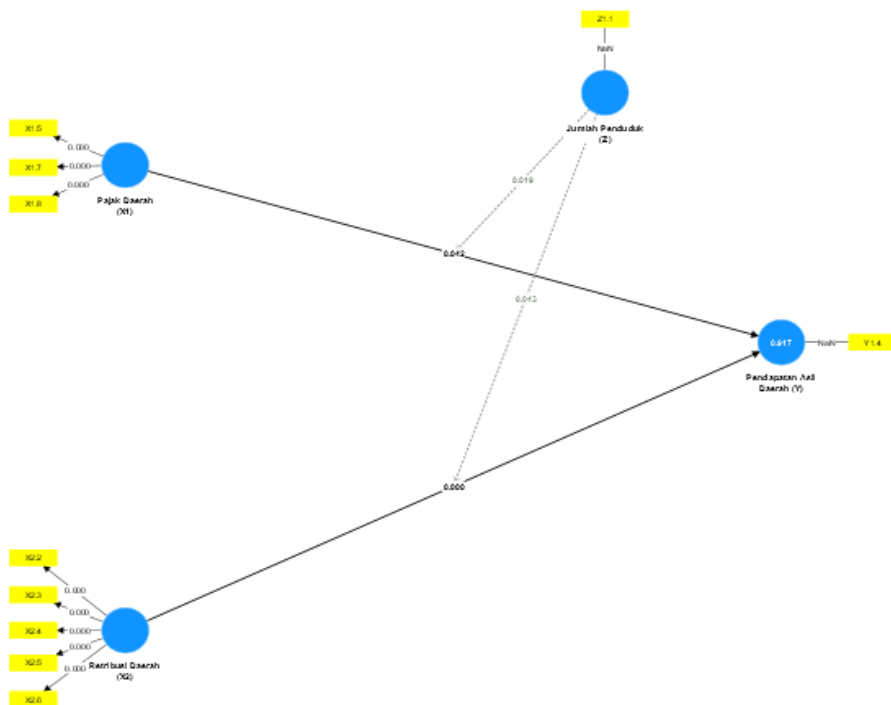 Z1.1
NaN
Jumlah Penduduk
(Z)
X1.5
0.000
X1.7
0.000
X1.8
0.000
Pajak Daerah
(X1)
0.019
0.042
0.043
0.917
NaN
Y1.4
Pendapatan Asli
Daerah (Y)
0.000
X2.2
0.000
X2.3
0.000
X2.4
0.000
X2.5
0.000
X2.6
0.000
Retribusi Daerah
(X2)